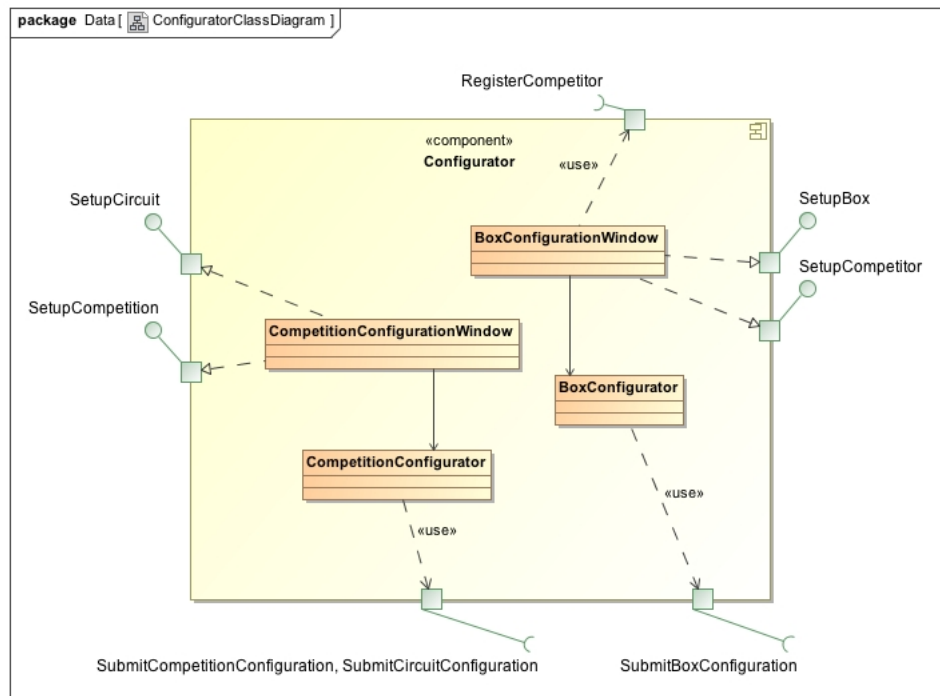 package Data [ ConfiguratorClassDiagram ]
RegisterCompetitor
«component»
Configurator
«use»
SetupCircuit
SetupBox
BoxConfigurationWindow
SetupCompetitor
SetupCompetition
CompetitionConfigurationWindow
BoxConfigurator
CompetitionConfigurator
«use»
«use»
SubmitCompetitionConfiguration, SubmitCircuitConfiguration
SubmitBoxConfiguration